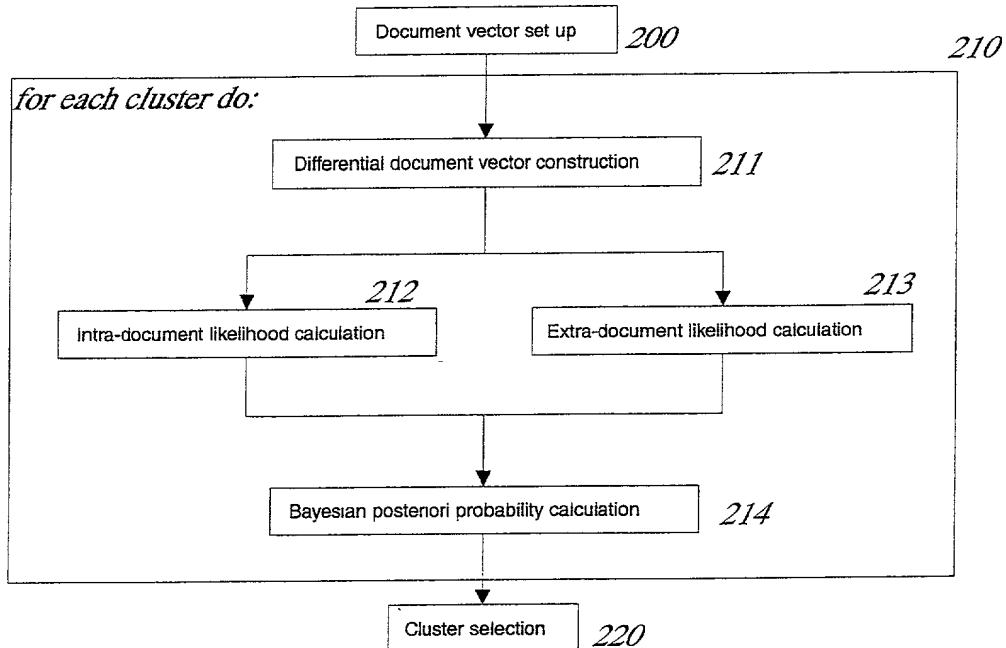 Document vector set up
200
210
for each cluster do:
Differential document vector construction
211
212
213
Intra-document likelihood calculation
Extra-document likelihood calculation
Bayesian posteriori probability calculation
214
Cluster selection
220